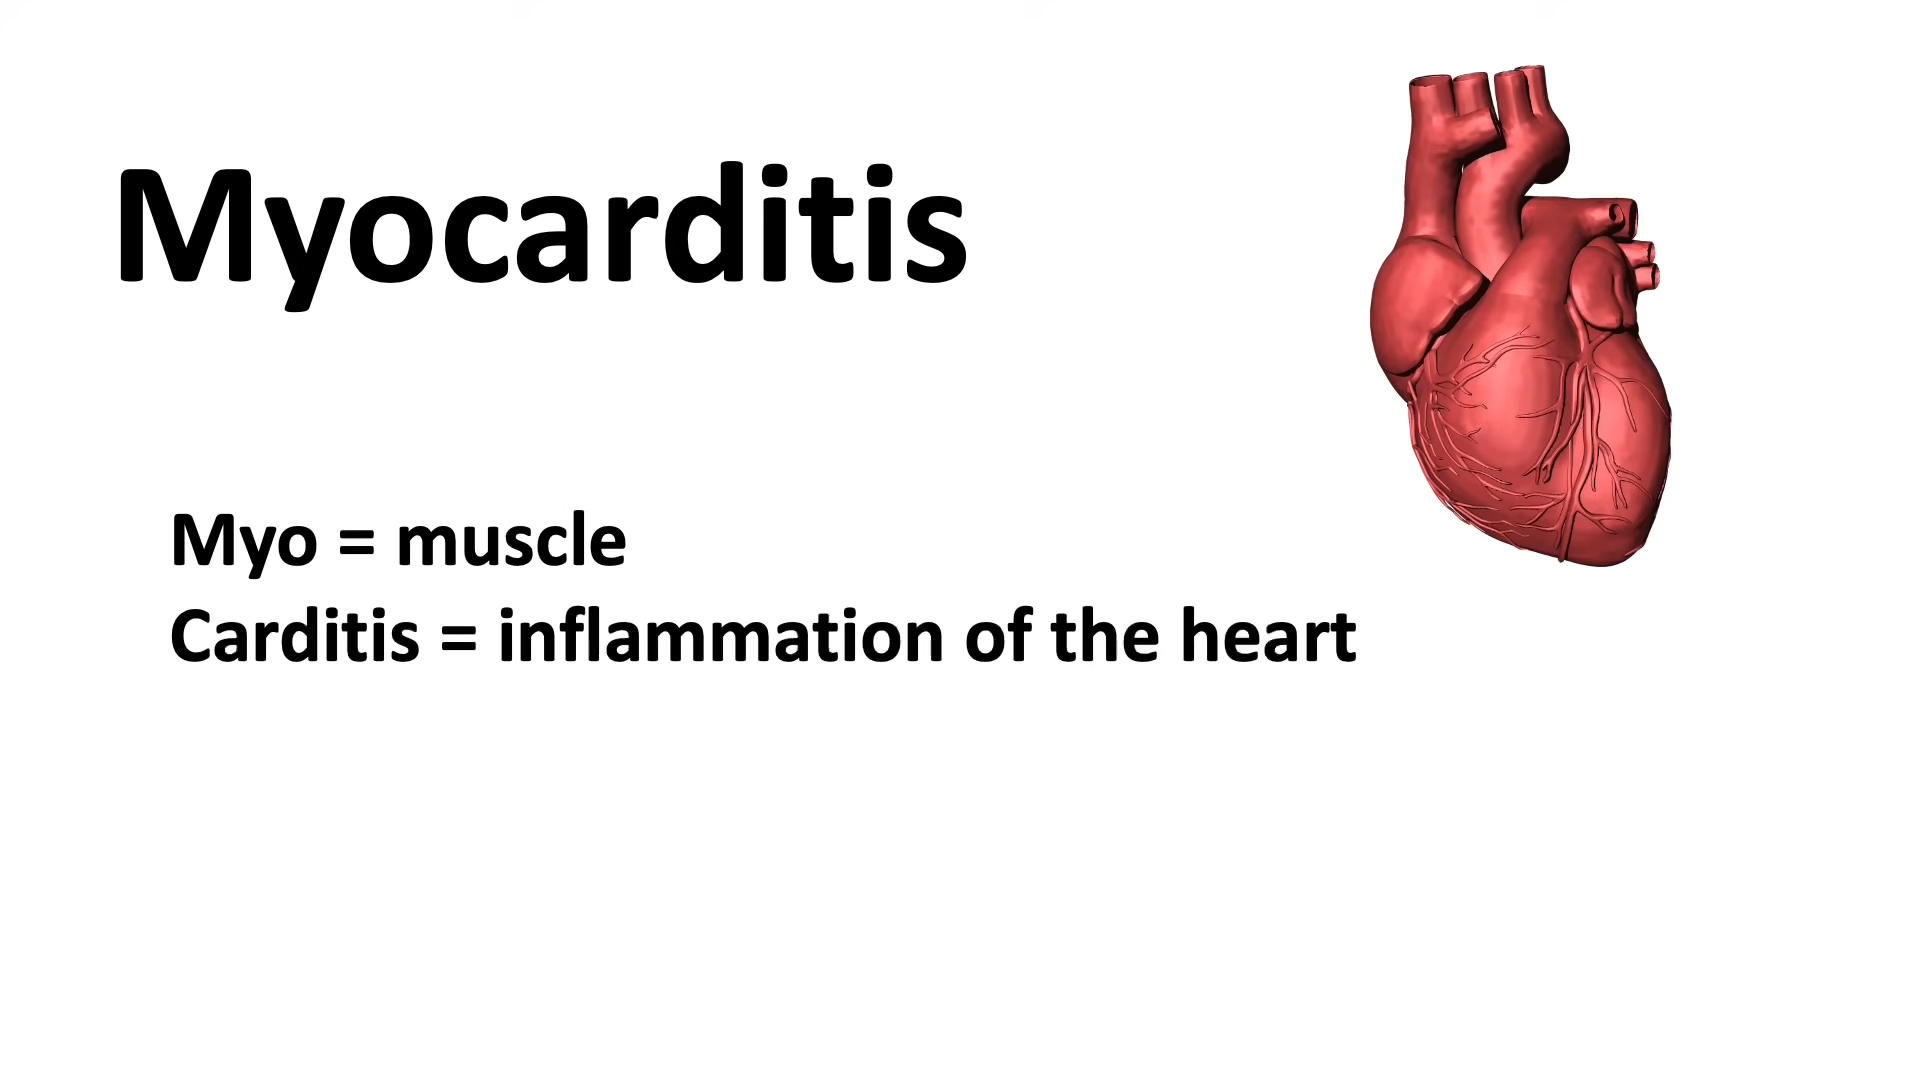 Myocarditis
Myo = muscle
Carditis = inflammation of the heart